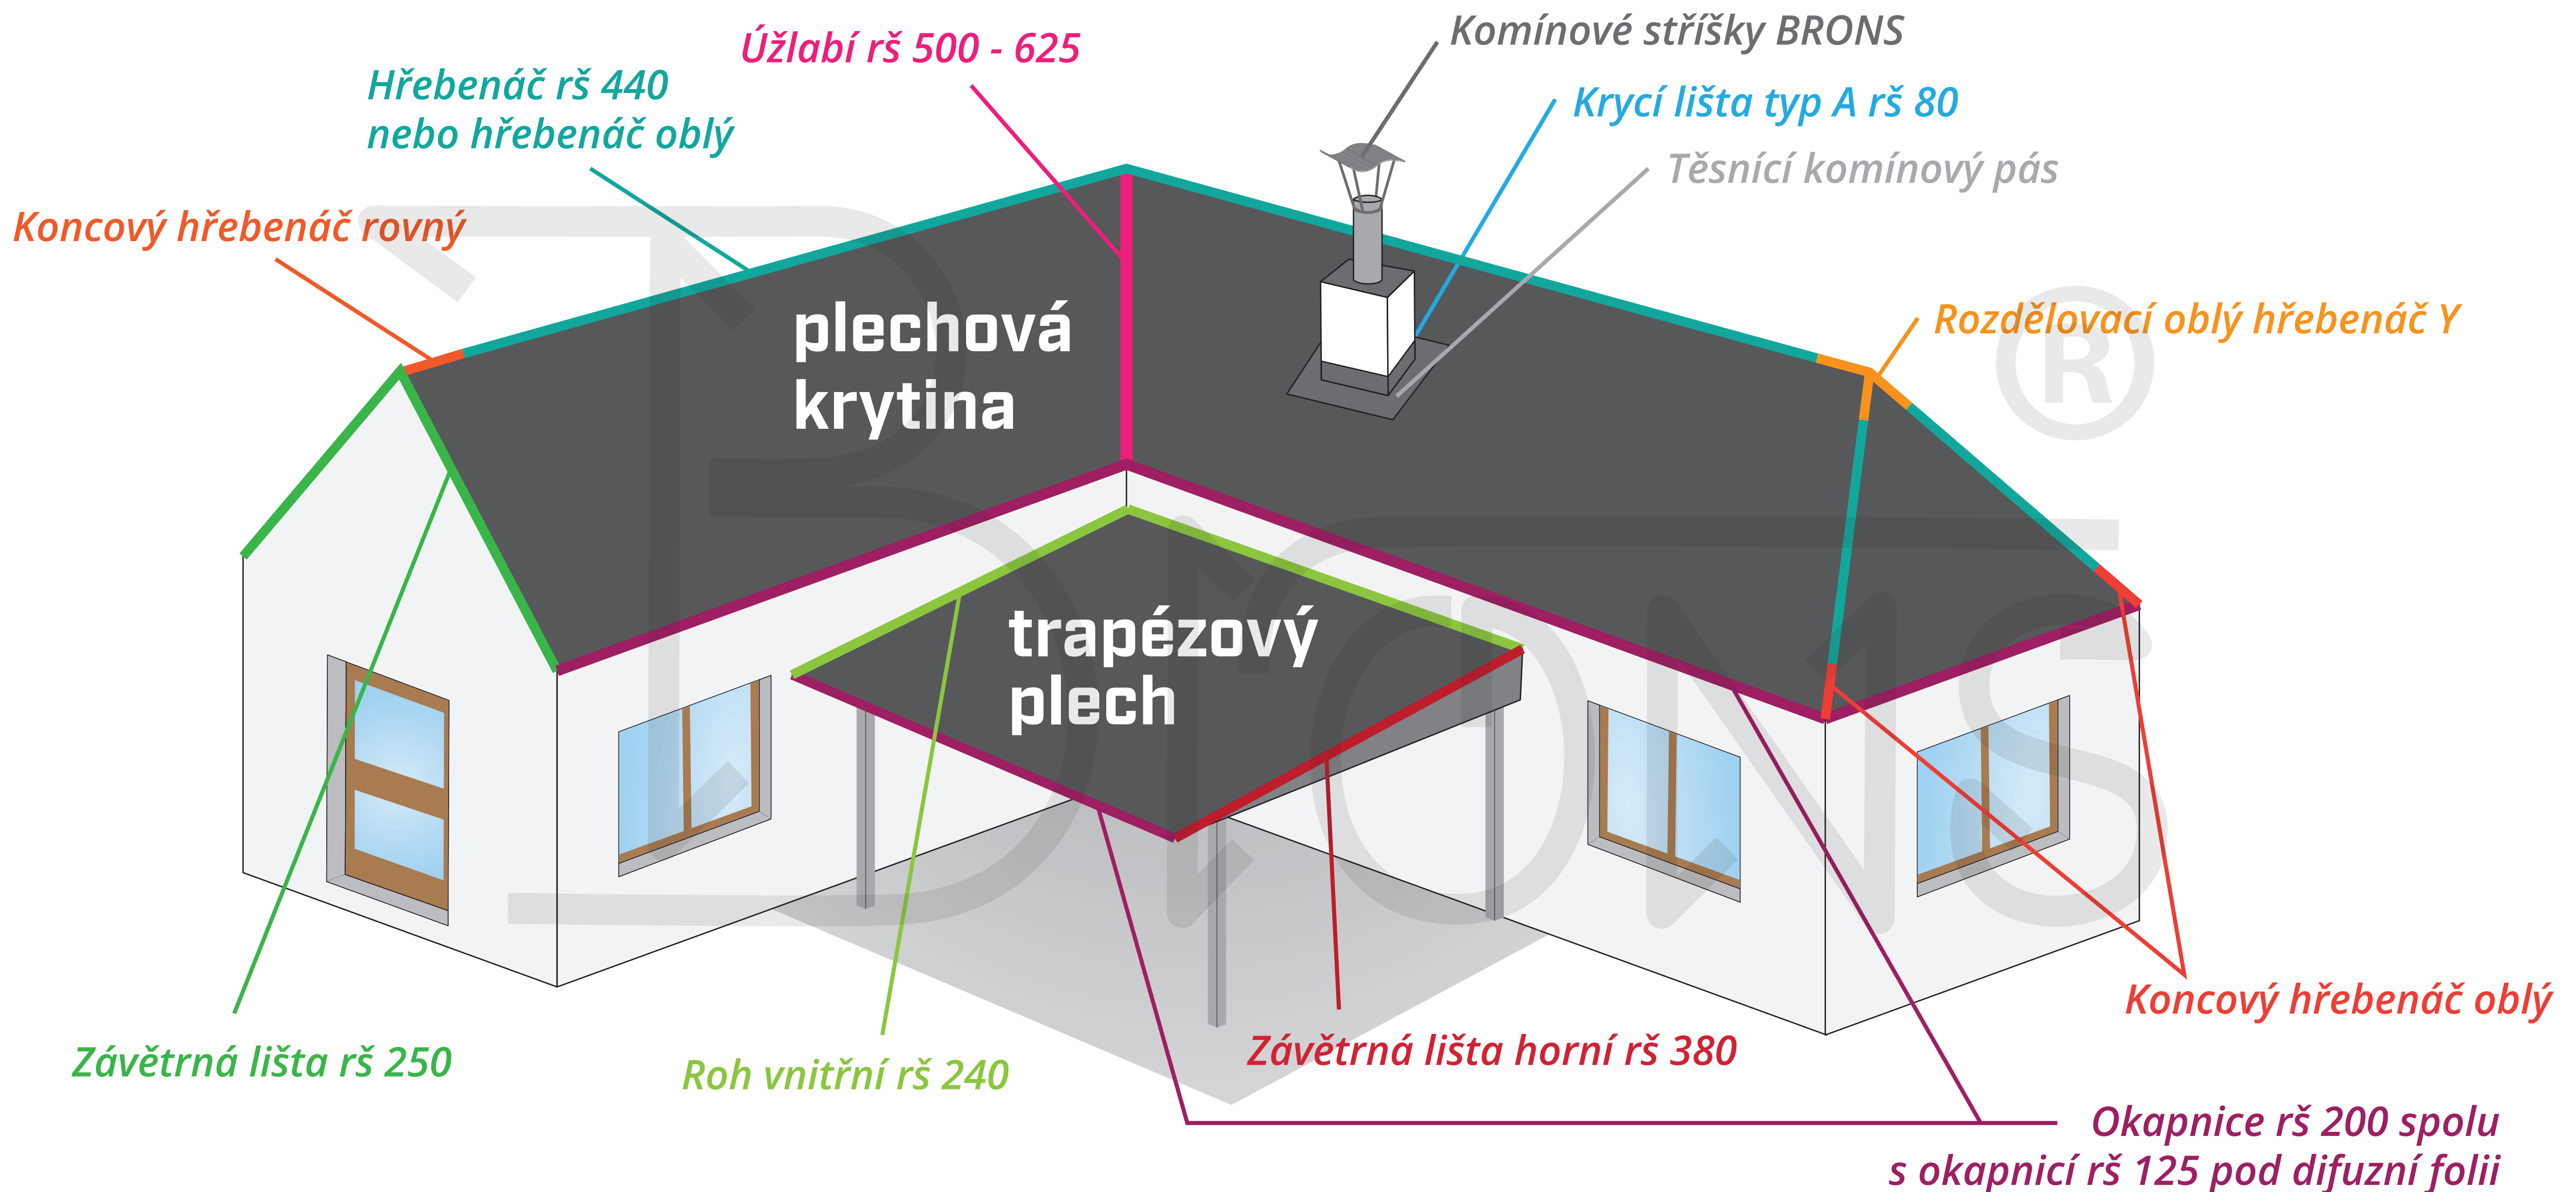 Komínové stříšky BRONS
Úžlabí rš 500 - 625
Hřebenáč rš 440
nebo hřebenáč oblý
Krycí lišta typ A rš 80
Těsnící komínový pás
Koncový hřebenáč rovný
Rozdělovací oblý hřebenáč Y
®
plechová
krytina
trapézový
plech
Brons
Koncový hřebenáč oblý
Závětrná lišta rš 250
Roh vnitřní rš 240
Závětrná lišta horní rš 380
Okapnice rš 200 spolu
s okapnicí rš 125 pod difuzní folii